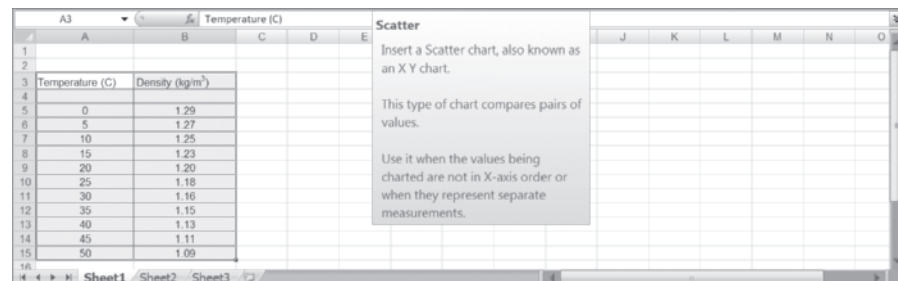 A3 fx Temperature (C)
A B C D E J K L M N O
Scatter
Insert a Scatter chart, also known as
an X Y chart.
This type of chart compares pairs of
values.
Use it when the values being
charted are not in X-axis order or
when they represent separate
measurements.
1
2
3 Temperature (C) Density (kg/m³)
4
5 0 1.29
6 5 1.27
7 10 1.25
8 15 1.23
9 20 1.20
10 25 1.18
11 30 1.16
12 35 1.15
13 40 1.13
14 45 1.11
15 50 1.09
16
Sheet1 Sheet2 Sheet3